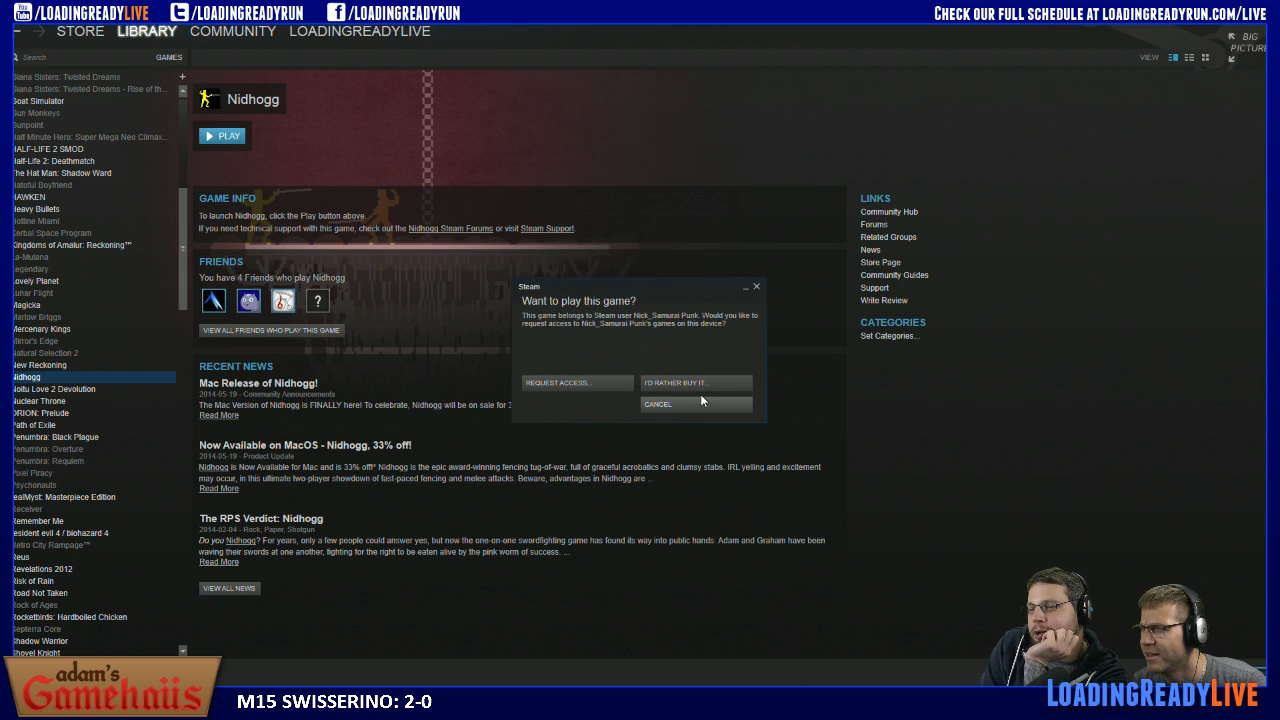 /LOADINGREADYLIVE /LOADINGREADYRUN /LOADINGREADYRUN CHECK OUR FULL SCHEDULE AT LOADINGREADYRUN.COM/LIVE
STORE LIBRARY COMMUNITY LOADINGREADYLIVE
BIG
PICTURE
Search GAMES VIEW
Giana Sisters: Twisted Dreams
Giana Sisters: Twisted Dreams - Rise of th...
Goat Simulator
Gun Monkeys
Gunpoint
Half Minute Hero: Super Mega Neo Climax...
HALF-LIFE 2 SMOD
Half-Life 2: Deathmatch
The Hat Man: Shadow Ward
Hatoful Boyfriend
HAWKEN
Heavy Bullets
Hotline Miami
Kerbal Space Program
Kingdoms of Amalur: Reckoning™
La-Mulana
Legendary
Lovely Planet
Lunar Flight
Magicka
Marlow Briggs
Mercenary Kings
Mirror's Edge
Natural Selection 2
New Reckoning
Nidhogg
Noitu Love 2 Devolution
Nuclear Throne
ORION: Prelude
Path of Exile
Penumbra: Black Plague
Penumbra: Overture
Penumbra: Requiem
Pixel Piracy
Psychonauts
realMyst: Masterpiece Edition
Receiver
Remember Me
resident evil 4 / biohazard 4
Retro City Rampage™
Reus
Revelations 2012
Risk of Rain
Road Not Taken
Rock of Ages
Rocketbirds: Hardboiled Chicken
Septerra Core
Shadow Warrior
Shovel Knight
Nidhogg
PLAY
GAME INFO
To launch Nidhogg, click the Play button above.
If you need technical support with this game, check out the Nidhogg Steam Forums or visit Steam Support.
FRIENDS
You have 4 Friends who play Nidhogg
?
VIEW ALL FRIENDS WHO PLAY THIS GAME
RECENT NEWS
Mac Release of Nidhogg!
2014-05-19 - Community Announcements
The Mac Version of Nidhogg is FINALLY here! To celebrate, Nidhogg will be on sale for 3
Read More
Now Available on MacOS - Nidhogg, 33% off!
2014-05-19 - Product Update
Nidhogg is Now Available for Mac and is 33% off!* Nidhogg is the epic award-winning fencing tug-of-war, full of graceful acrobatics and clumsy stabs. IRL yelling and excitement
may occur, in this ultimate two-player showdown of fast-paced fencing and melee attacks. Beware, advantages in Nidhogg are ...
Read More
The RPS Verdict: Nidhogg
2014-02-04 - Rock, Paper, Shotgun
Do you Nidhogg? For years, only a few people could answer yes, but now the one-on-one swordfighting game has found its way into public hands. Adam and Graham have been
waving their swords at one another, fighting for the right to be eaten alive by the pink worm of success. ...
Read More
VIEW ALL NEWS
Steam
Want to play this game?
This game belongs to Steam user Nick_Samurai Punk. Would you like to
request access to Nick_Samurai Punk's games on this device?
REQUEST ACCESS... I'D RATHER BUY IT...
CANCEL
LINKS
Community Hub
Forums
Related Groups
News
Store Page
Community Guides
Support
Write Review
CATEGORIES
Set Categories...
adam's
Gamehaüs
M15 SWISSERINO: 2-0
LOADINGREADYLIVE